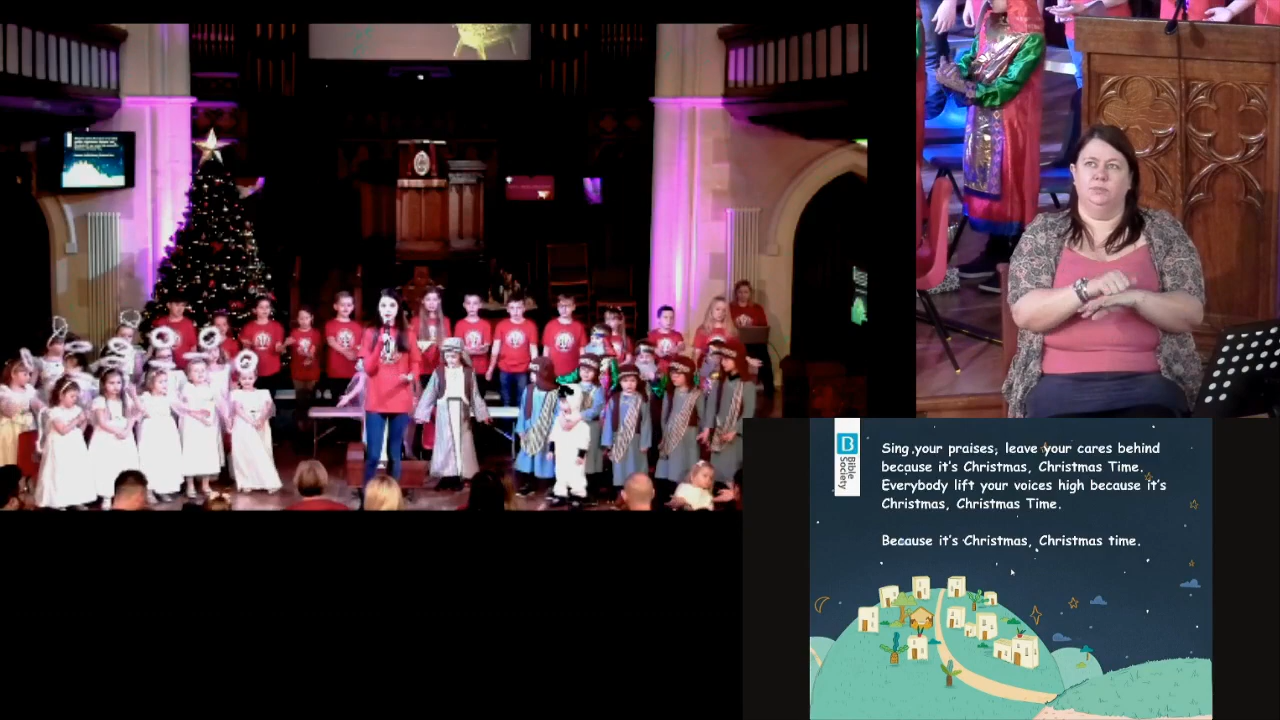 Bible
Society
Sing your praises, leave your cares behind
because it's Christmas, Christmas Time.
Everybody lift your voices high because it's
Christmas, Christmas Time.
Because it's Christmas, Christmas time.